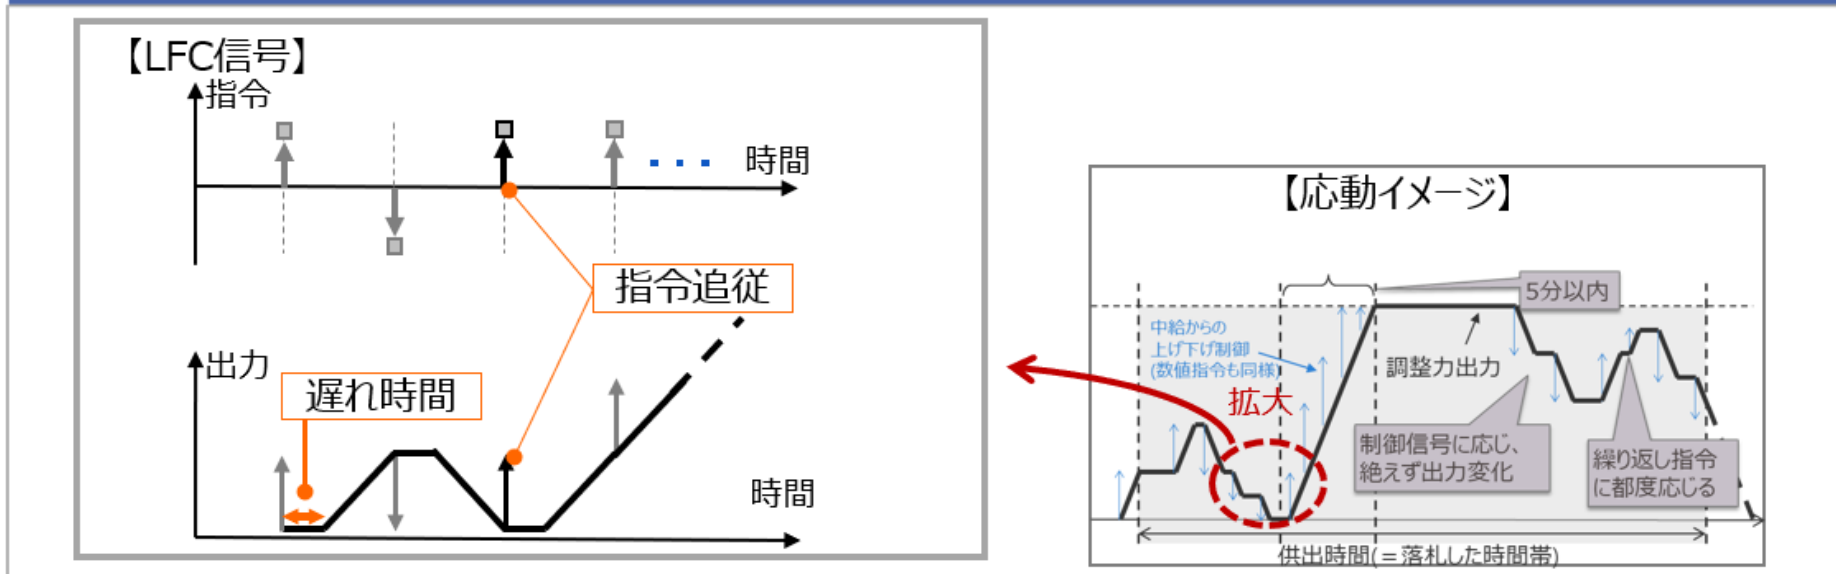 【LFC信号】
指令
・・・ 時間
指令追従
出力
遅れ時間
時間
【応動イメージ】
5分以内
中給からの
上げ下げ制御
(数値指令も同様)
調整力出力
拡大
制御信号に応じ、
絶えず出力変化
繰り返し指令
に都度応じる
供出時間(=落札した時間帯)